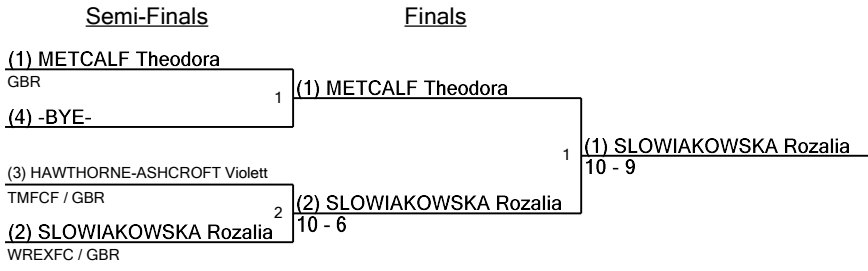 Semi-Finals
Finals
(1) METCALF Theodora
GBR
1
(1) METCALF Theodora
(4) -BYE-
1
(1) SLOWIAKOWSKA Rozalia
10 - 9
(3) HAWTHORNE-ASHCROFT Violett
TMFCF / GBR
2
(2) SLOWIAKOWSKA Rozalia
10 - 6
(2) SLOWIAKOWSKA Rozalia
WREXFC / GBR